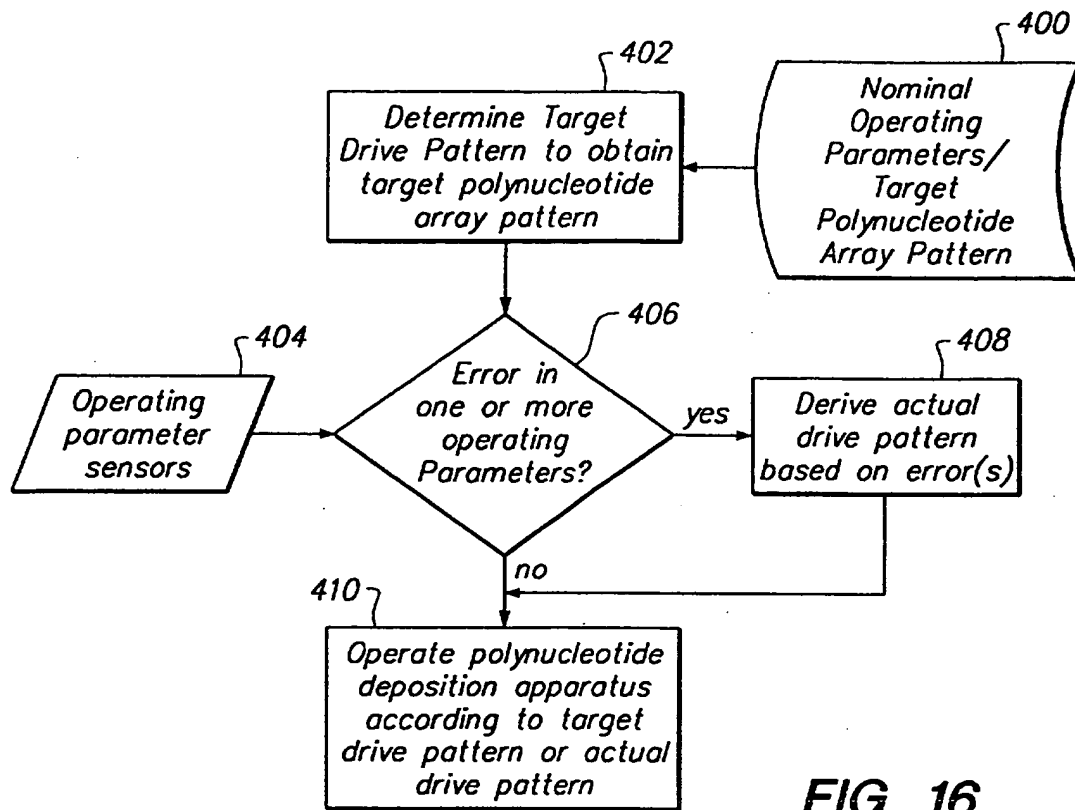 402
Determine Target
Drive Pattern to obtain
target polynucleotide
array pattern
400
Nominal
Operating
Parameters/
Target
Polynucleotide
Array Pattern
404
Operating
parameter
sensors
406
Error in
one or more
operating
Parameters?
yes
408
Derive actual
drive pattern
based on error(s)
no
410
Operate polynucleotide
deposition apparatus
according to target
drive pattern or actual
drive pattern
FIG. 16